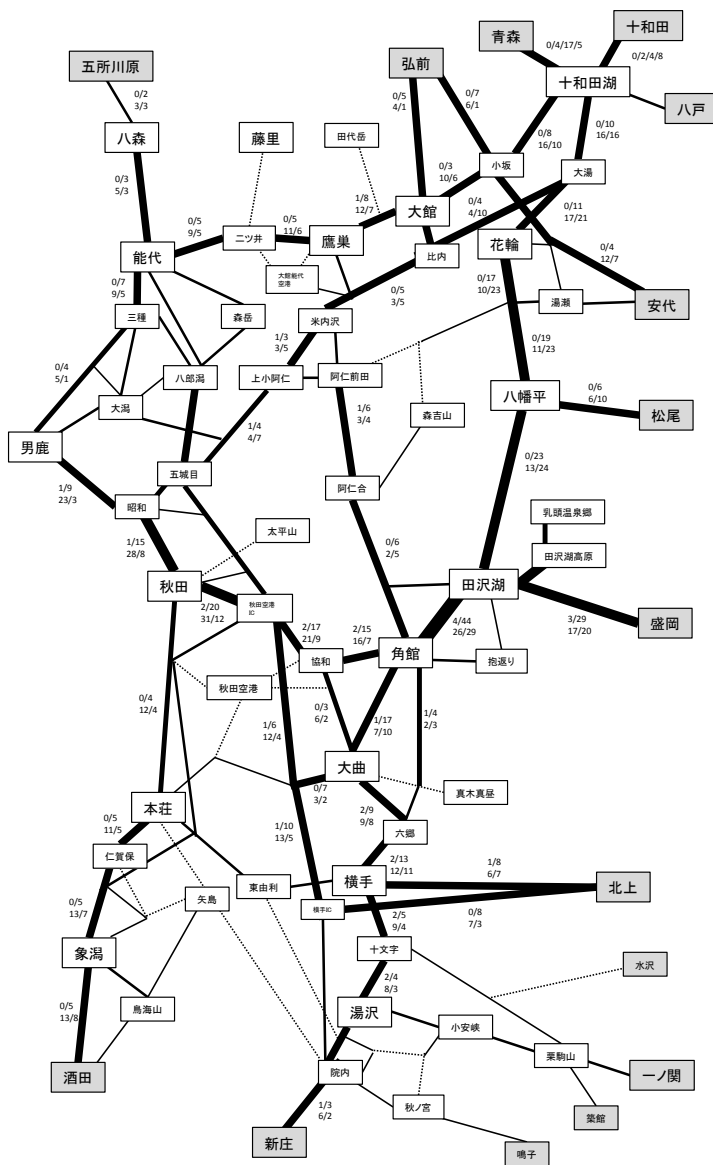 青森
十和田
0/4/17/5
0/2/4/8
五所川原
弘前
十和田湖
八戸
0/2
3/3
0/5
4/1
0/7
6/1
0/10
16/16
八森
藤里
田代岳
0/8
16/10
小坂
大湯
0/3
5/3
0/3
10/6
1/8
12/7
大館
0/4
4/10
0/11
17/21
0/5
9/5
二ツ井
0/5
11/6
鷹巣
花輪
能代
比内
0/4
12/7
大館能代
空港
0/7
9/5
0/17
10/23
0/5
3/5
湯瀬
安代
三種
森岳
米内沢
0/19
11/23
1/3
3/5
0/4
5/1
八郎潟
上小阿仁
阿仁前田
八幡平
0/6
6/10
大潟
1/6
3/4
森吉山
松尾
1/4
4/7
男鹿
0/23
13/24
五城目
阿仁合
1/9
23/3
昭和
乳頭温泉郷
太平山
0/6
2/5
田沢湖高原
1/15
28/8
秋田
田沢湖
2/20
31/12
秋田空港
IC
4/44
26/29
3/29
17/20
盛岡
2/17
21/9
2/15
16/7
角館
協和
抱返り
秋田空港
0/4
12/4
0/3
6/2
1/17
7/10
1/4
2/3
1/6
12/4
大曲
0/7
3/2
真木真昼
本荘
2/9
9/8
0/5
11/5
1/10
13/5
六郷
仁賀保
2/13
12/11
1/8
6/7
東由利
横手
北上
矢島
横手IC
0/8
7/3
0/5
13/7
2/5
9/4
象潟
十文字
水沢
2/4
8/3
0/5
13/8
鳥海山
湯沢
小安峡
栗駒山
酒田
院内
一ノ関
1/3
6/2
秋ノ宮
築館
新庄
鳴子